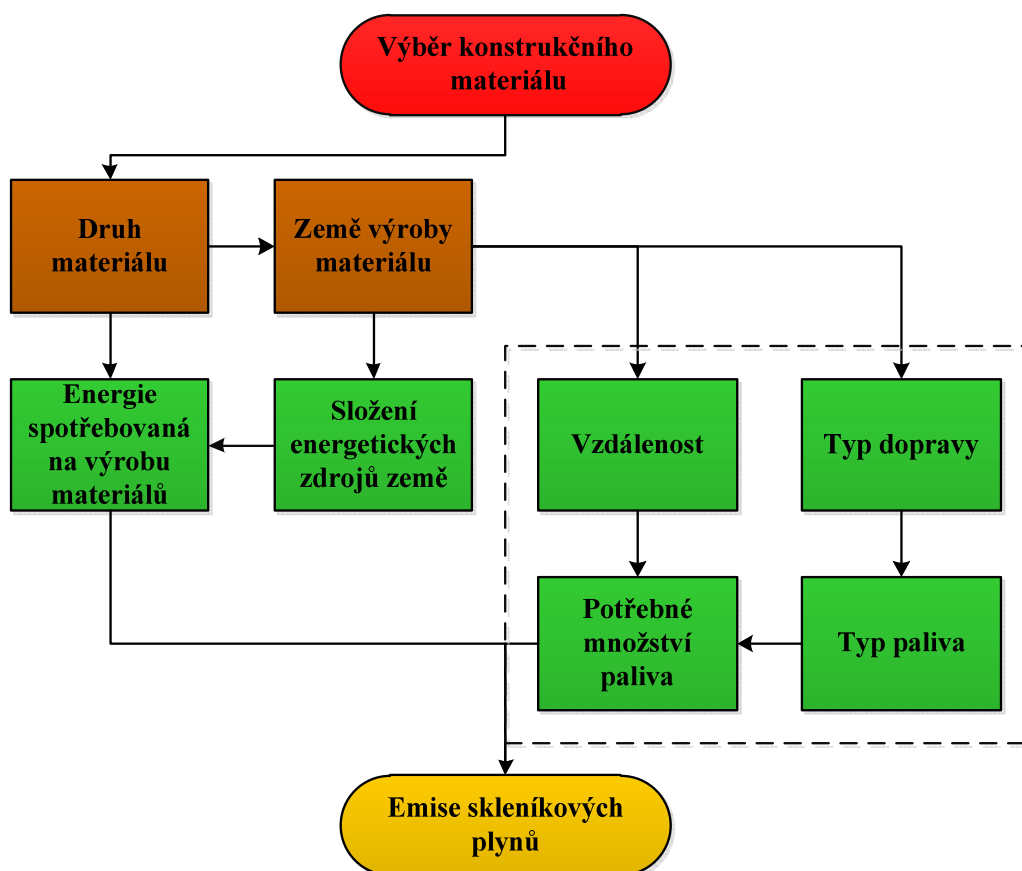 Výběr konstrukčního
materiálu
Druh
materiálu
Země výroby
materiálu
Energie
spotřebovaná
na výrobu
materiálů
Složení
energetických
zdrojů země
Vzdálenost
Typ dopravy
Potřebné
množství
paliva
Typ paliva
Emise skleníkových
plynů